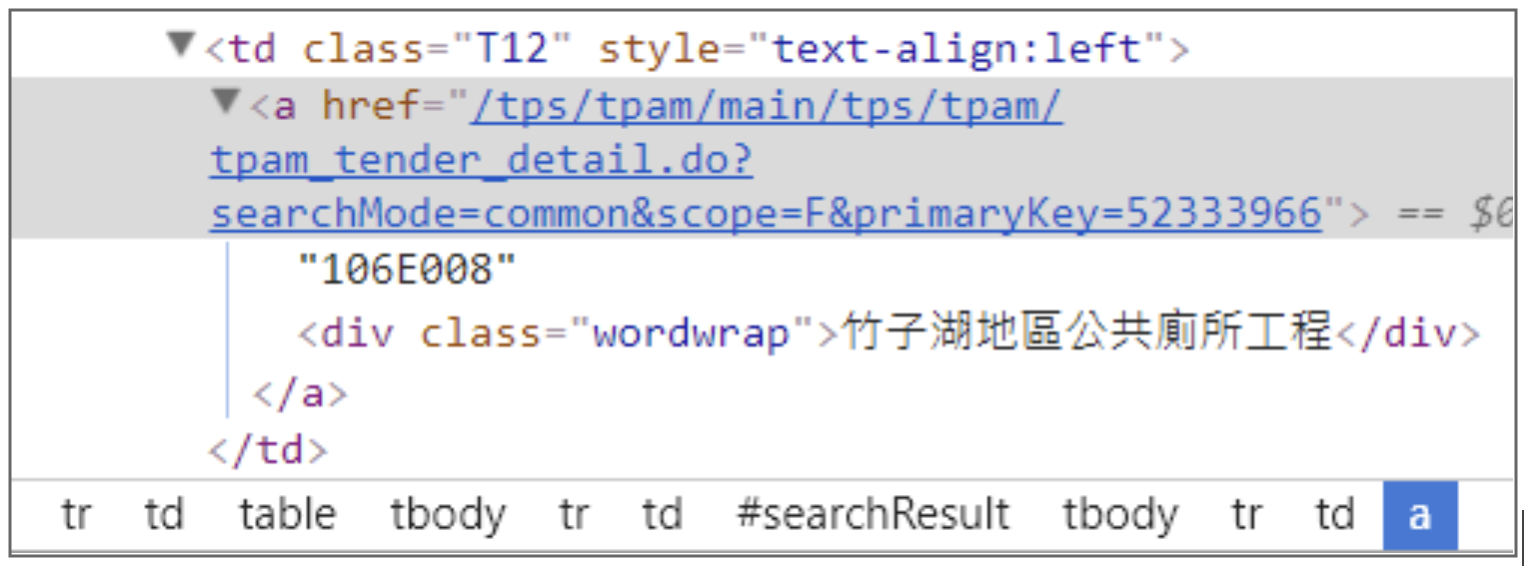 ▼<td class="T12" style="text-align:left">
▼<a href="/tps/tpam/main/tps/tpam/
tpam_tender_detail.do?
searchMode=common&scope=F&primaryKey=52333966"> == $0
"106E008"
<div class="wordwrap">竹子湖地區公共廁所工程</div>
</a>
</td>
tr td table tbody tr td #searchResult tbody tr td a